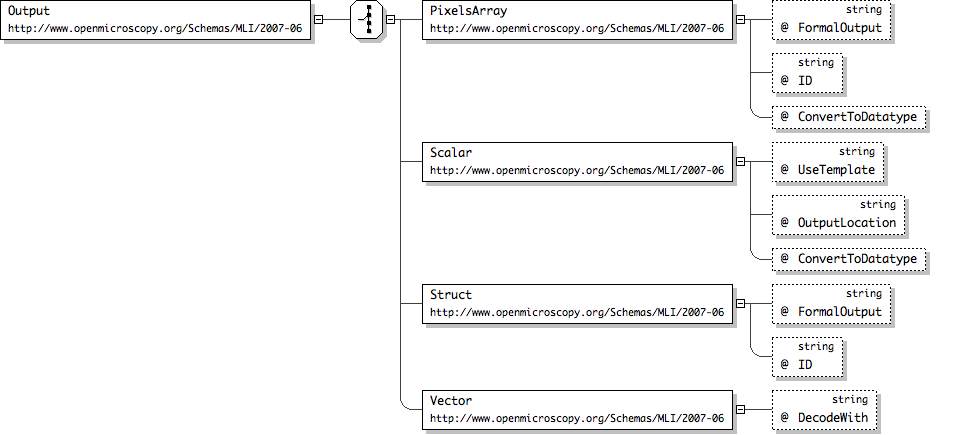 Output
http://www.openmicroscopy.org/Schemas/MLI/2007-06
PixelsArray
http://www.openmicroscopy.org/Schemas/MLI/2007-06
string
@ FormalOutput
string
@ ID
@ ConvertToDatatype
Scalar
http://www.openmicroscopy.org/Schemas/MLI/2007-06
string
@ UseTemplate
string
@ OutputLocation
@ ConvertToDatatype
Struct
http://www.openmicroscopy.org/Schemas/MLI/2007-06
string
@ FormalOutput
string
@ ID
Vector
http://www.openmicroscopy.org/Schemas/MLI/2007-06
string
@ DecodeWith